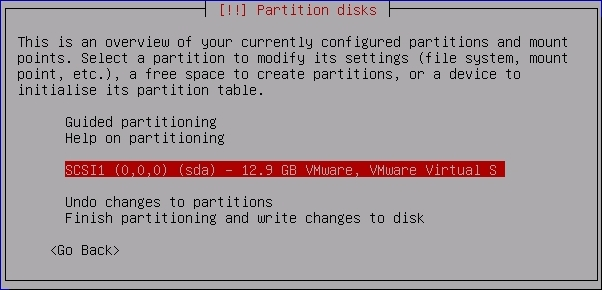 [!!] Partition disks
This is an overview of your currently configured partitions and mount
points. Select a partition to modify its settings (file system, mount
point, etc.), a free space to create partitions, or a device to
initialise its partition table.
Guided partitioning
Help on partitioning
SCSI1 (0,0,0) (sda) - 12.9 GB VMware, VMware Virtual S
Undo changes to partitions
Finish partitioning and write changes to disk
<Go Back>